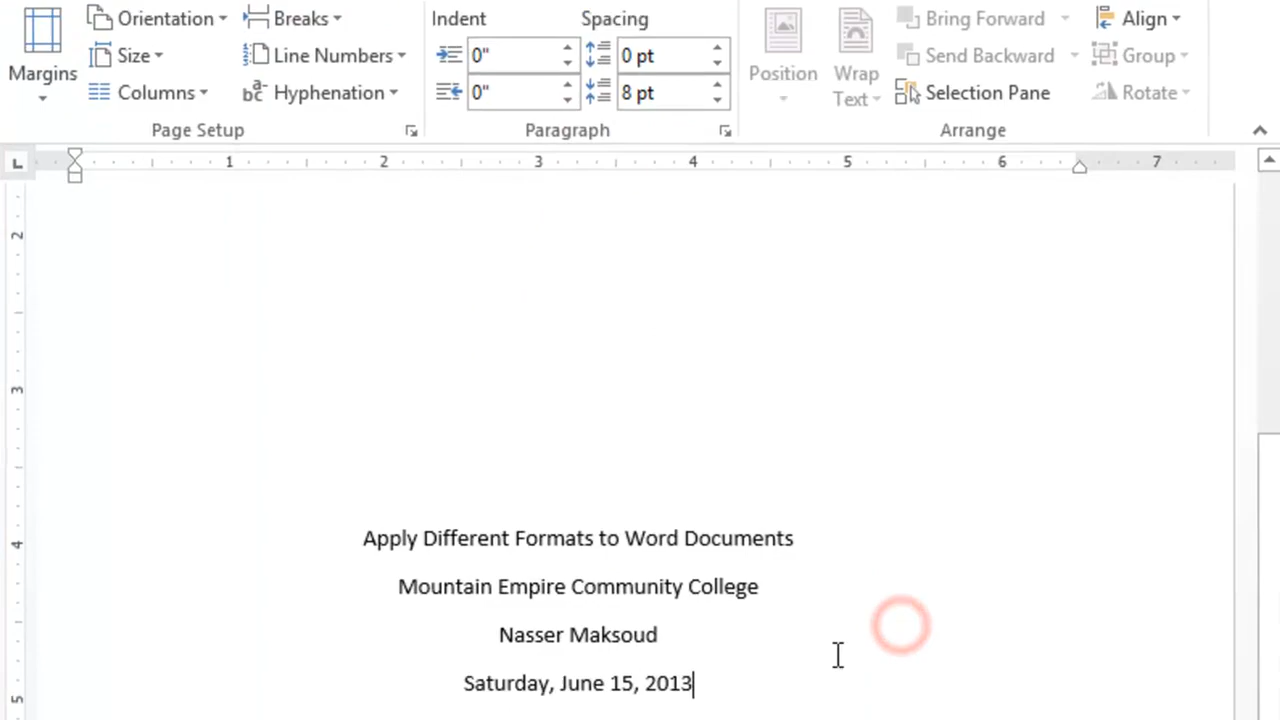 Orientation Breaks Indent Spacing Bring Forward Align
Size Line Numbers 0" 0 pt Send Backward Group
Margins Columns Hyphenation 0" 8 pt Position Wrap Text Selection Pane Rotate
Page Setup Paragraph Arrange
L 1 2 3 4 5 6 7
2
3
4
5
Apply Different Formats to Word Documents
Mountain Empire Community College
Nasser Maksoud
Saturday, June 15, 2013